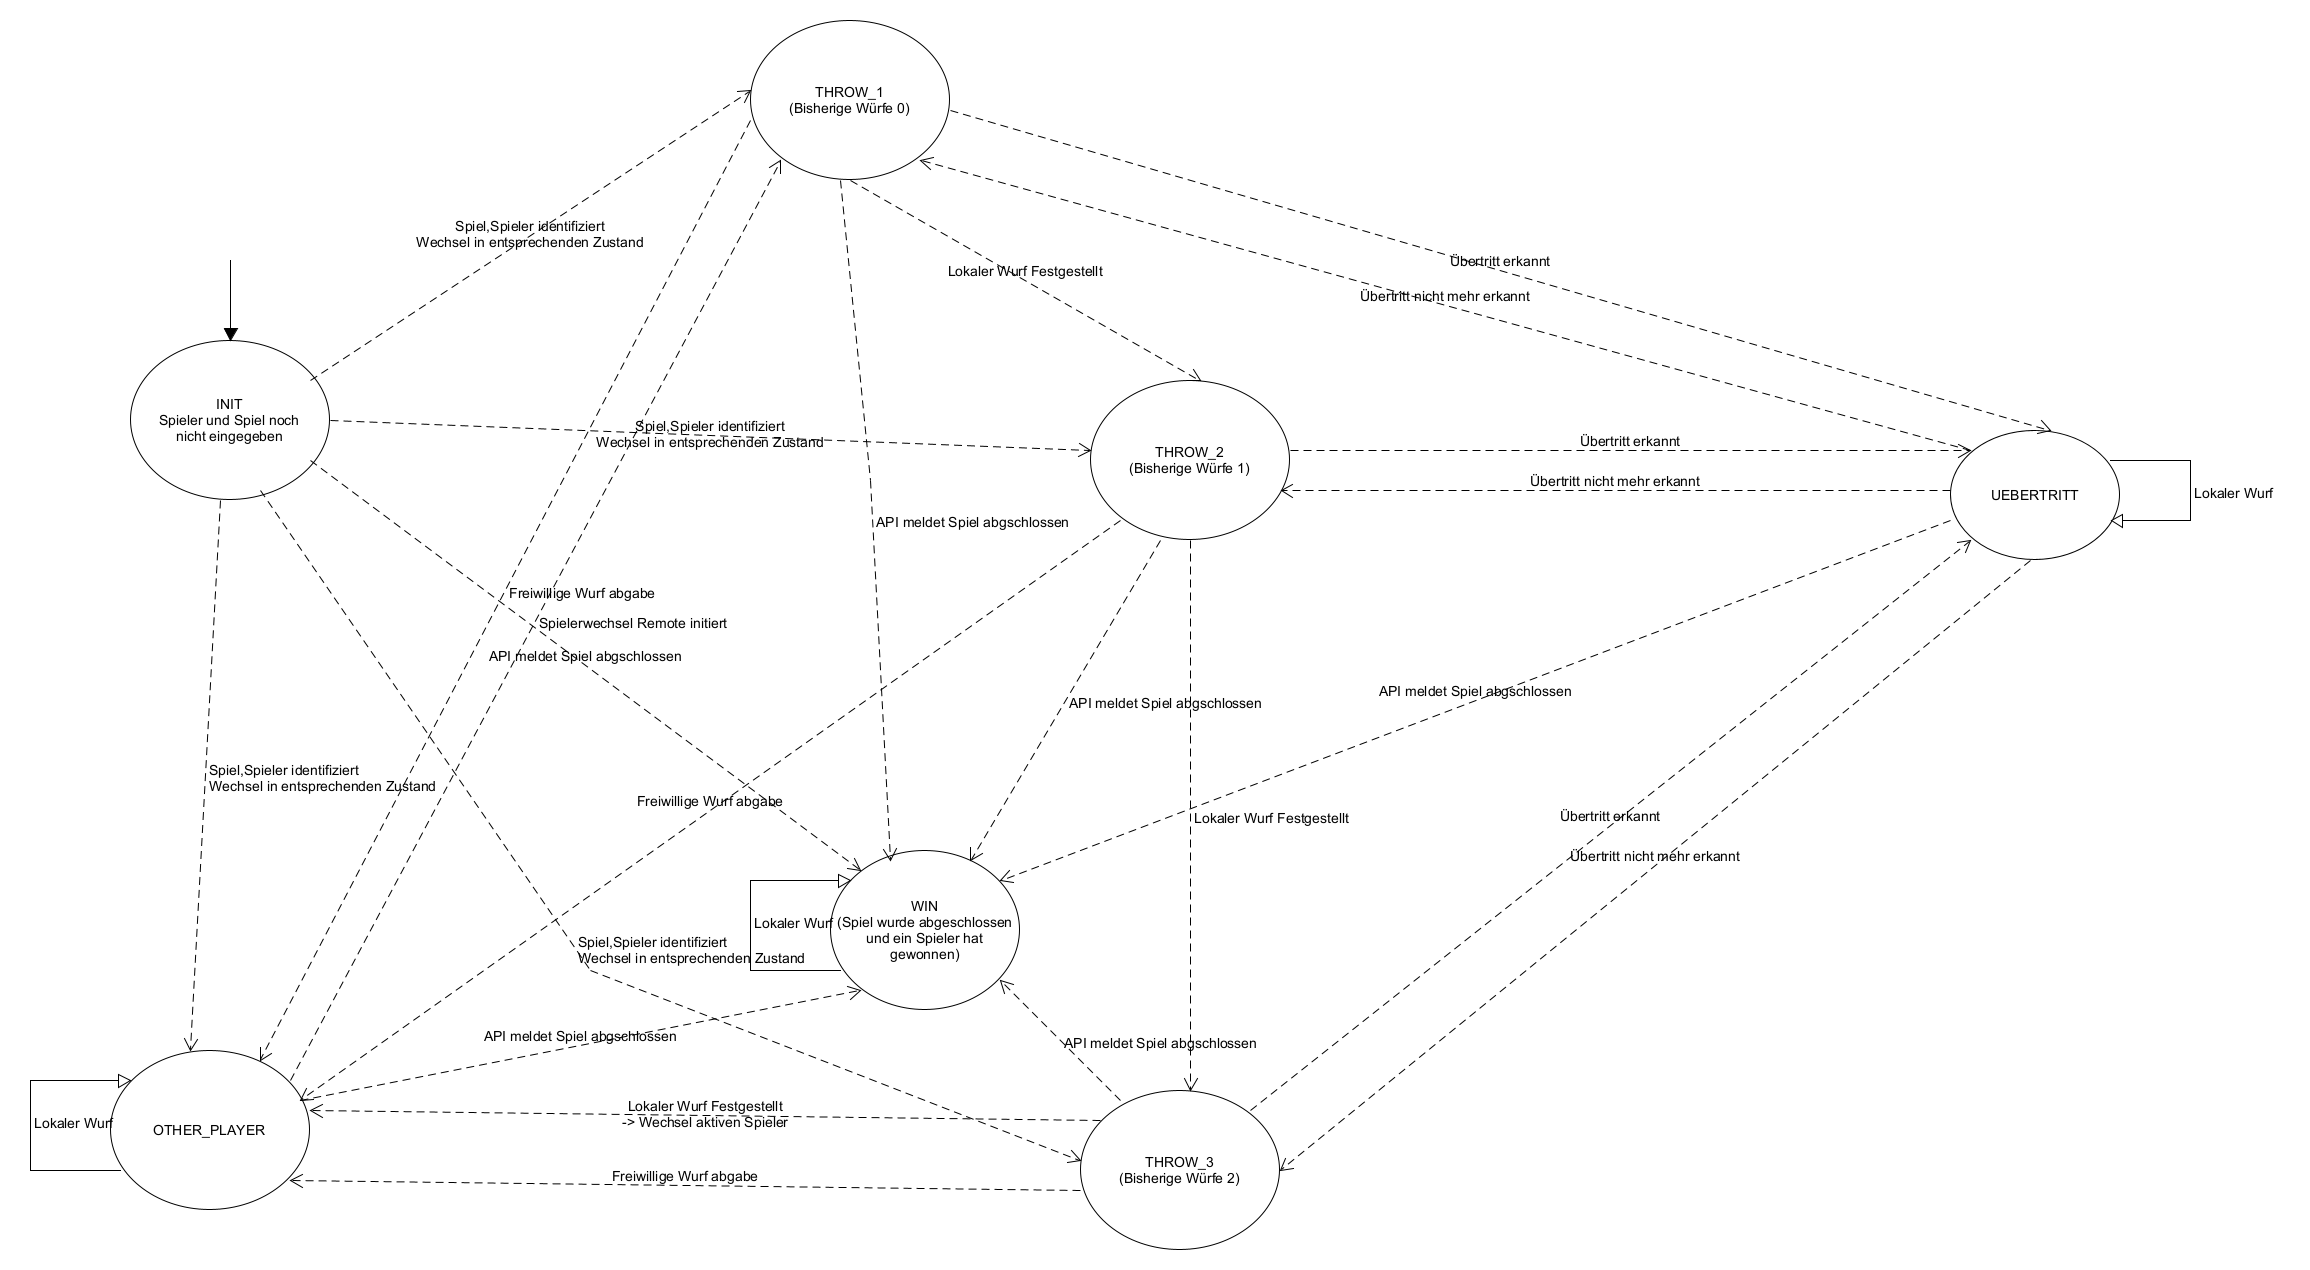 THROW_1
(Bisherige Würfe 0)
Spiel,Spieler identifiziert
Wechsel in entsprechenden Zustand
Übertritt erkannt
Lokaler Wurf Festgestellt
Übertritt nicht mehr erkannt
INIT
Spieler und Spiel noch
nicht eingegeben
Spiel,Spieler identifiziert
Wechsel in entsprechenden Zustand
THROW_2
(Bisherige Würfe 1)
Übertritt erkannt
Übertritt nicht mehr erkannt
UEBERTRITT
Lokaler Wurf
API meldet Spiel abgschlossen
Freiwillige Wurf abgabe
Spielerwechsel Remote initiert
API meldet Spiel abgschlossen
API meldet Spiel abgschlossen
API meldet Spiel abgschlossen
Spiel,Spieler identifiziert
Wechsel in entsprechenden Zustand
Freiwillige Wurf abgabe
Lokaler Wurf Festgestellt
Übertritt erkannt
Übertritt nicht mehr erkannt
WIN
(Spiel wurde abgeschlossen
und ein Spieler hat
gewonnen)
Lokaler Wurf
Spiel,Spieler identifiziert
Wechsel in entsprechenden Zustand
API meldet Spiel abgschlossen
API meldet Spiel abgschlossen
Lokaler Wurf
OTHER_PLAYER
Lokaler Wurf Festgestellt
-> Wechsel aktiven Spieler
Freiwillige Wurf abgabe
THROW_3
(Bisherige Würfe 2)